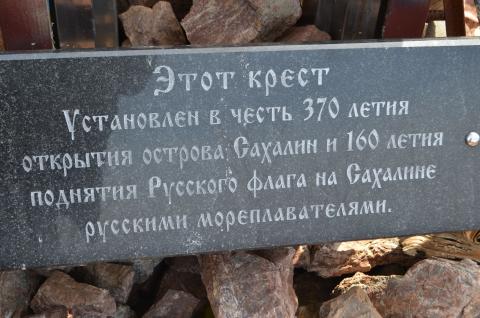 Этот крест
Установлен в честь 370 летия
открытия острова Сахалин и 160 летия
поднятия Русского флага на Сахалине
русскими мореплавателями.